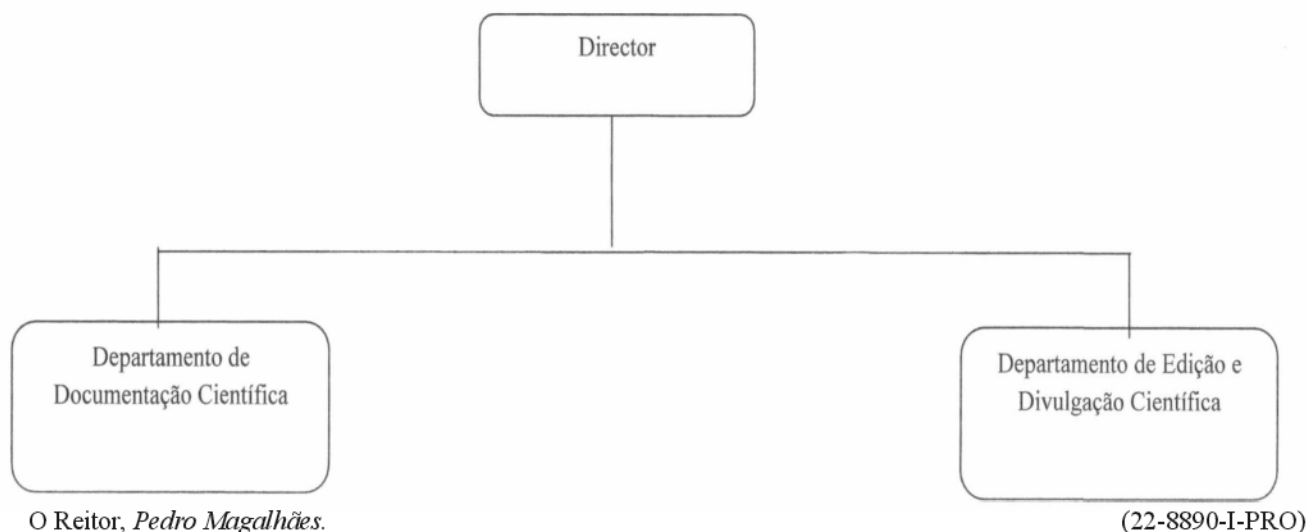 Director
Departamento de
Documentação Científica
Departamento de Edição e
Divulgação Científica
O Reitor, Pedro Magalhães.
(22-8890-I-PRO)